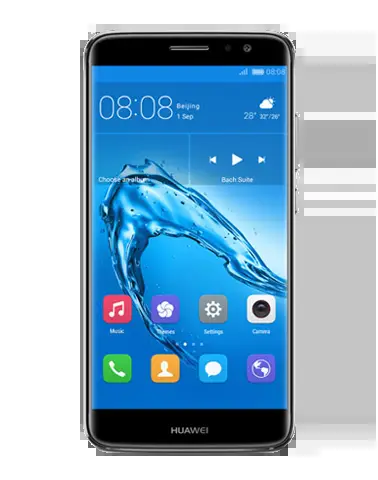 08:08
08:08
Beijing
1 Sep
28° 32°/26°
Choose an album
Bach Suite
Music
Themes
Settings
Camera
HUAWEI